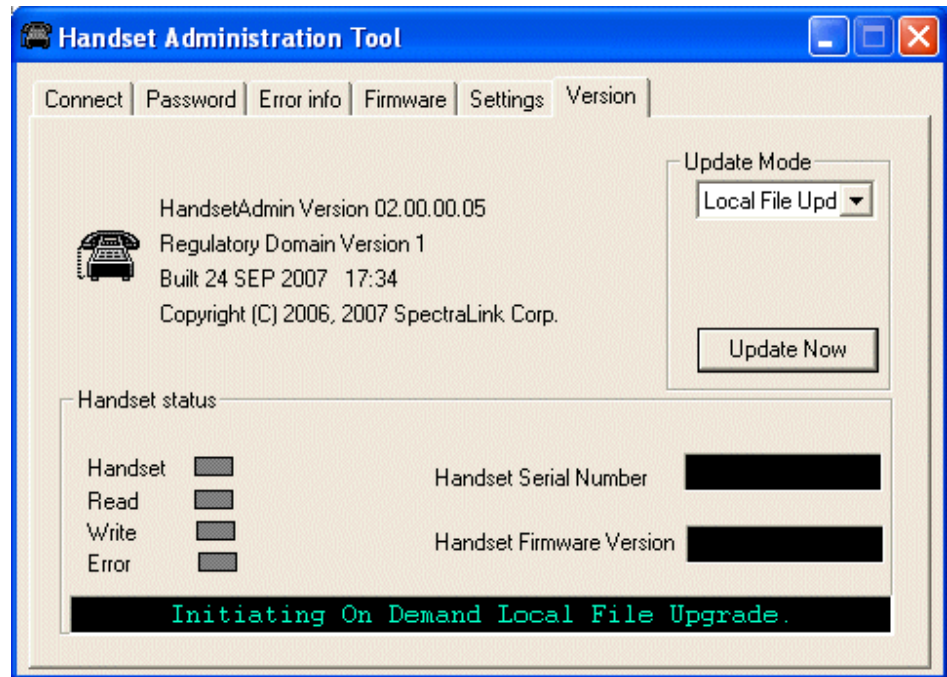 Handset Administration Tool
Connect Password Error info Firmware Settings Version
HandsetAdmin Version 02.00.00.05
Regulatory Domain Version 1
Built 24 SEP 2007 17:34
Copyright (C) 2006, 2007 SpectraLink Corp.
Update Mode
Local File Upd
Update Now
Handset status
Handset
Read
Write
Error
Handset Serial Number
Handset Firmware Version
Initiating On Demand Local File Upgrade.